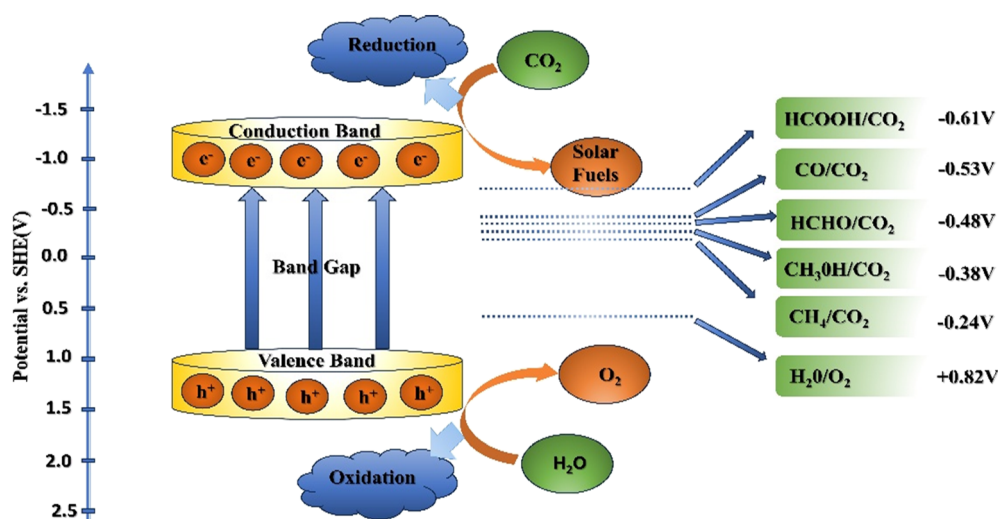 Reduction
CO₂
Potential vs. SHE(V)
-1.5
-1.0
-0.5
0.0
0.5
1.0
1.5
2.0
2.5
Conduction Band
e⁻ e⁻ e⁻ e⁻ e⁻
Solar
Fuels
Band Gap
Valence Band
h⁺ h⁺ h⁺ h⁺ h⁺
O₂
Oxidation
H₂O
HCOOH/CO₂ -0.61V
CO/CO₂ -0.53V
HCHO/CO₂ -0.48V
CH₃0H/CO₂ -0.38V
CH₄/CO₂ -0.24V
H₂0/O₂ +0.82V